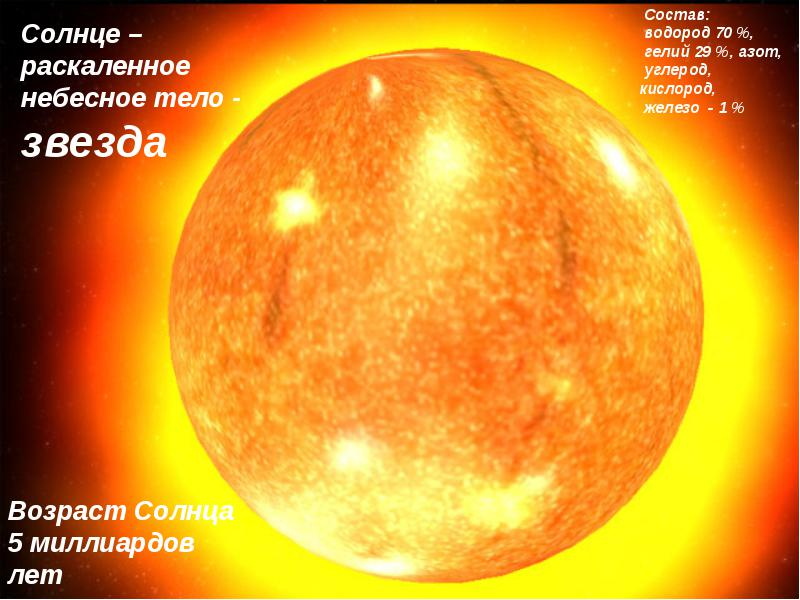 Солнце –
раскаленное
небесное тело -
звезда
Состав:
водород 70 %,
гелий 29 %, азот,
углерод,
кислород,
железо - 1 %
Возраст Солнца
5 миллиардов
лет